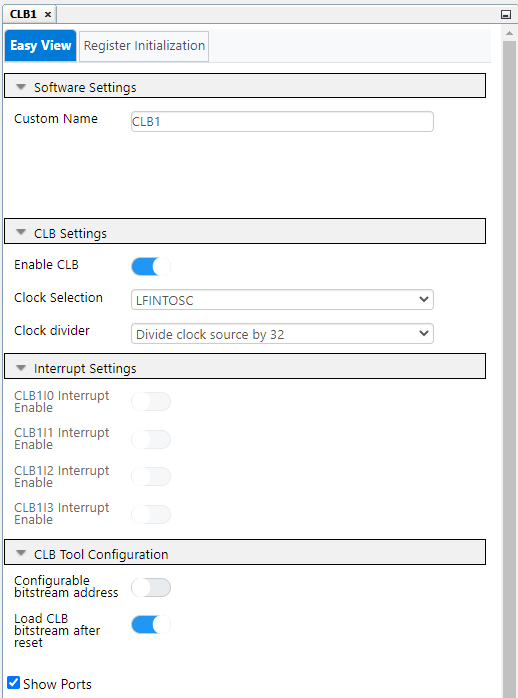 CLB1
Easy View
Register Initialization
Software Settings
Custom Name
CLB1
CLB Settings
Enable CLB
Clock Selection
LFINTOSC
Clock divider
Divide clock source by 32
Interrupt Settings
CLB1I0 Interrupt
Enable
CLB1I1 Interrupt
Enable
CLB1I2 Interrupt
Enable
CLB1I3 Interrupt
Enable
CLB Tool Configuration
Configurable
bitstream address
Load CLB
bitstream after
reset
Show Ports